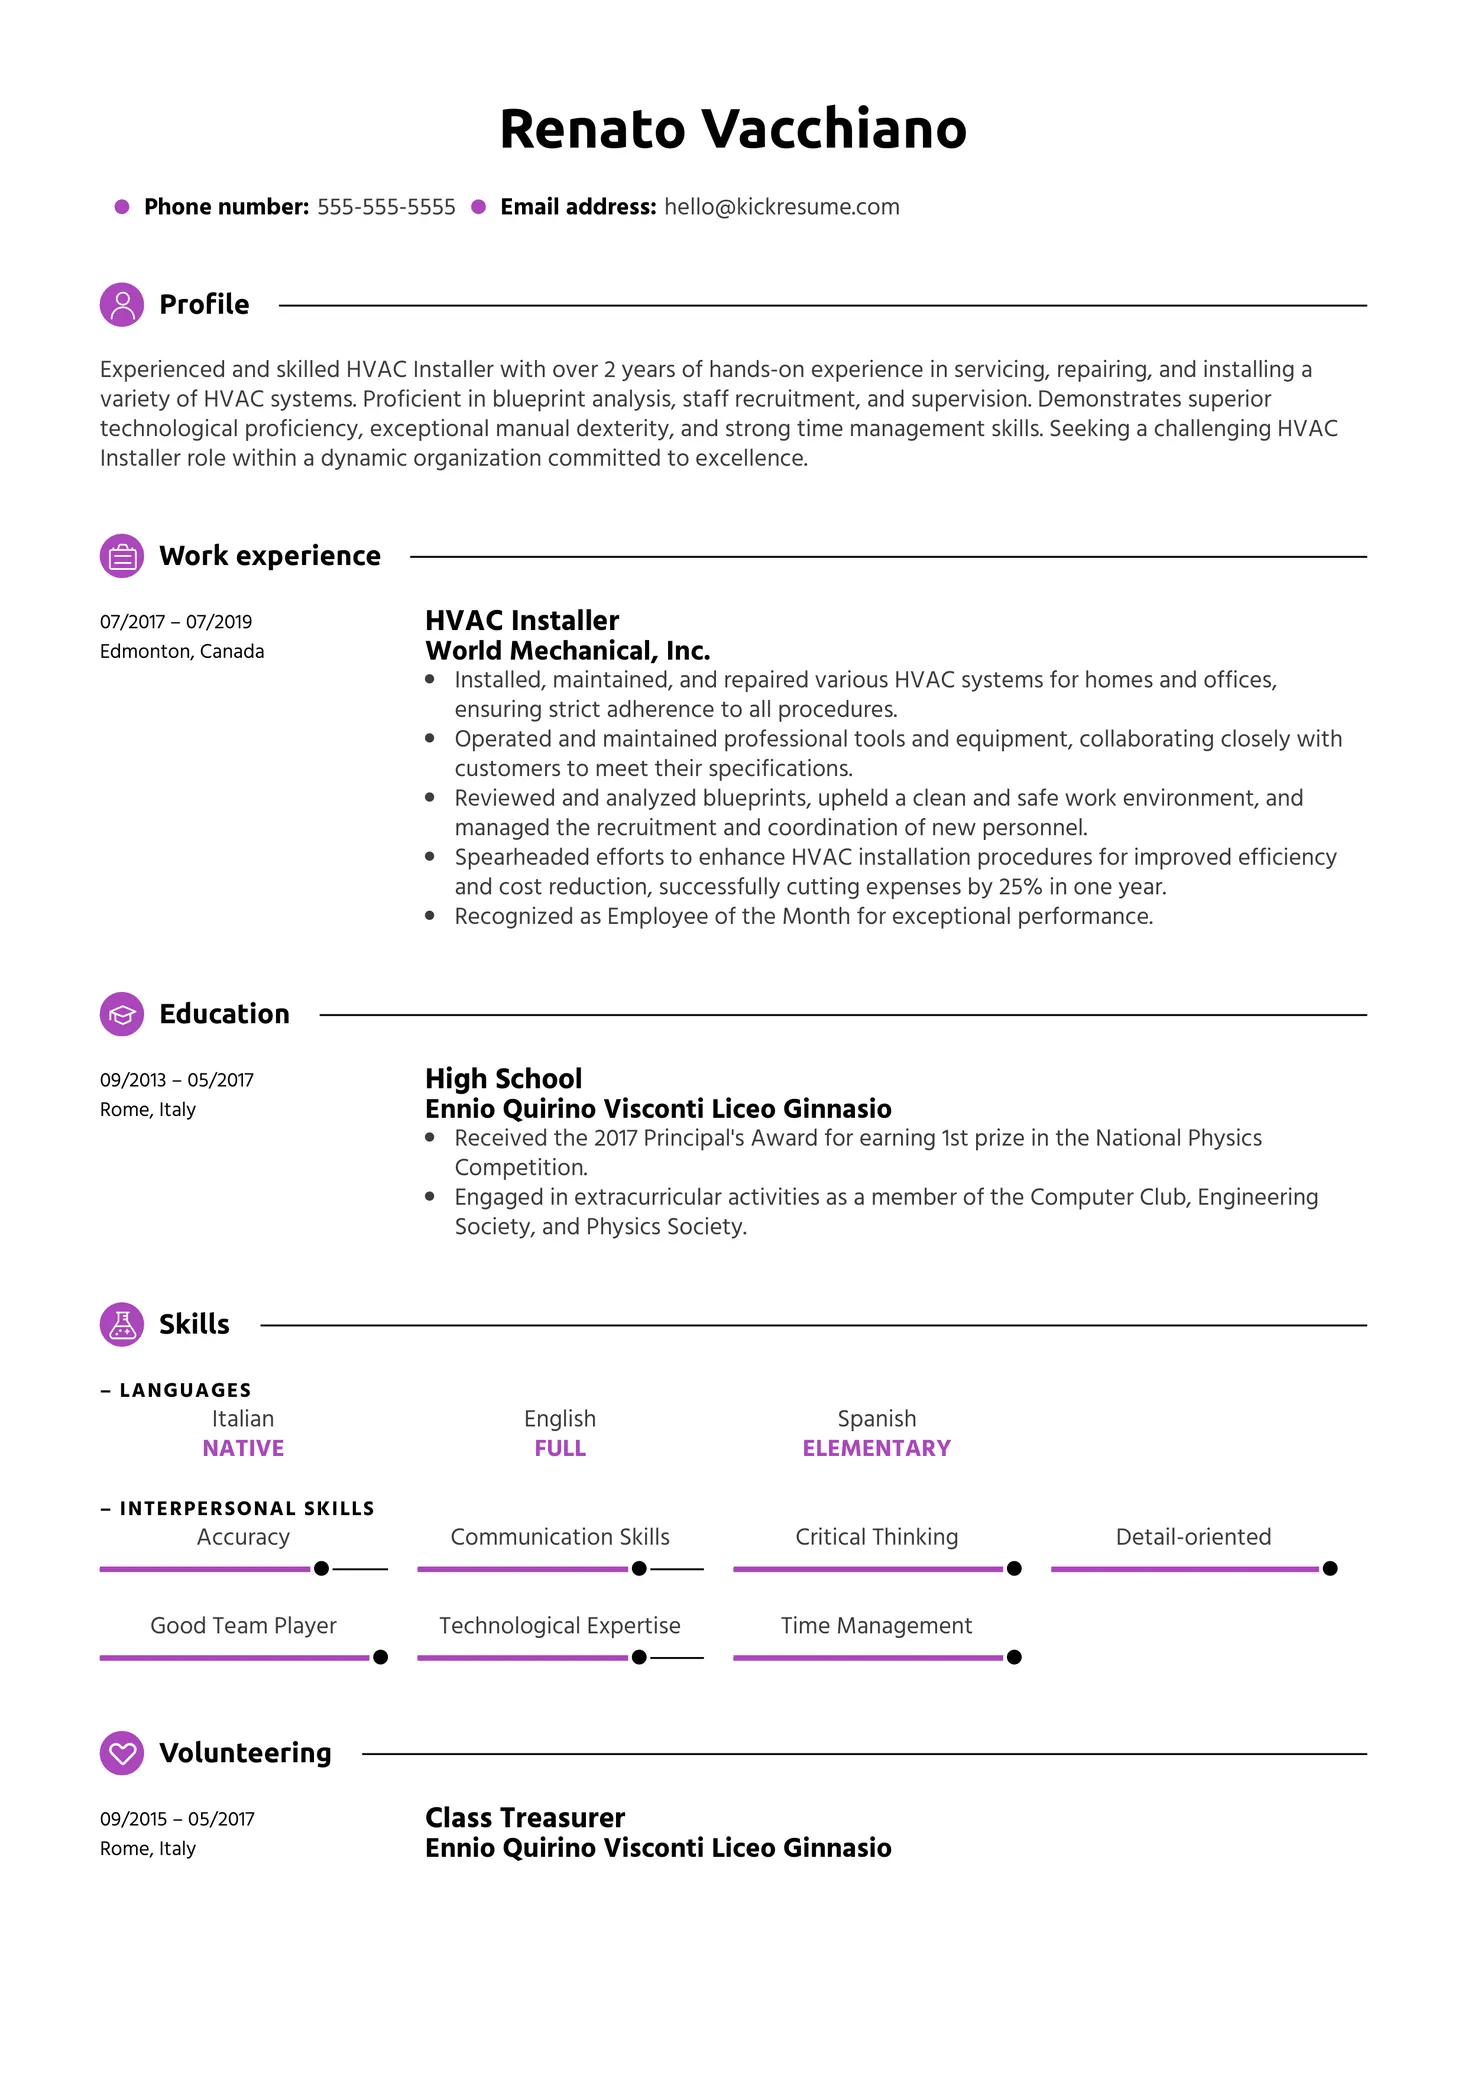 Renato Vacchiano
Phone number: 555-555-5555 Email address: hello@kickresume.com
Profile
Experienced and skilled HVAC Installer with over 2 years of hands-on experience in servicing, repairing, and installing a
variety of HVAC systems. Proficient in blueprint analysis, staff recruitment, and supervision. Demonstrates superior
technological proficiency, exceptional manual dexterity, and strong time management skills. Seeking a challenging HVAC
Installer role within a dynamic organization committed to excellence.
Work experience
07/2017 – 07/2019
Edmonton, Canada
HVAC Installer
World Mechanical, Inc.
• Installed, maintained, and repaired various HVAC systems for homes and offices,
ensuring strict adherence to all procedures.
• Operated and maintained professional tools and equipment, collaborating closely with
customers to meet their specifications.
• Reviewed and analyzed blueprints, upheld a clean and safe work environment, and
managed the recruitment and coordination of new personnel.
• Spearheaded efforts to enhance HVAC installation procedures for improved efficiency
and cost reduction, successfully cutting expenses by 25% in one year.
• Recognized as Employee of the Month for exceptional performance.
Education
09/2013 – 05/2017
Rome, Italy
High School
Ennio Quirino Visconti Liceo Ginnasio
• Received the 2017 Principal's Award for earning 1st prize in the National Physics
Competition.
• Engaged in extracurricular activities as a member of the Computer Club, Engineering
Society, and Physics Society.
Skills
– LANGUAGES
Italian English Spanish
NATIVE FULL ELEMENTARY
– INTERPERSONAL SKILLS
Accuracy Communication Skills Critical Thinking Detail-oriented
Good Team Player Technological Expertise Time Management
Volunteering
09/2015 – 05/2017
Rome, Italy
Class Treasurer
Ennio Quirino Visconti Liceo Ginnasio